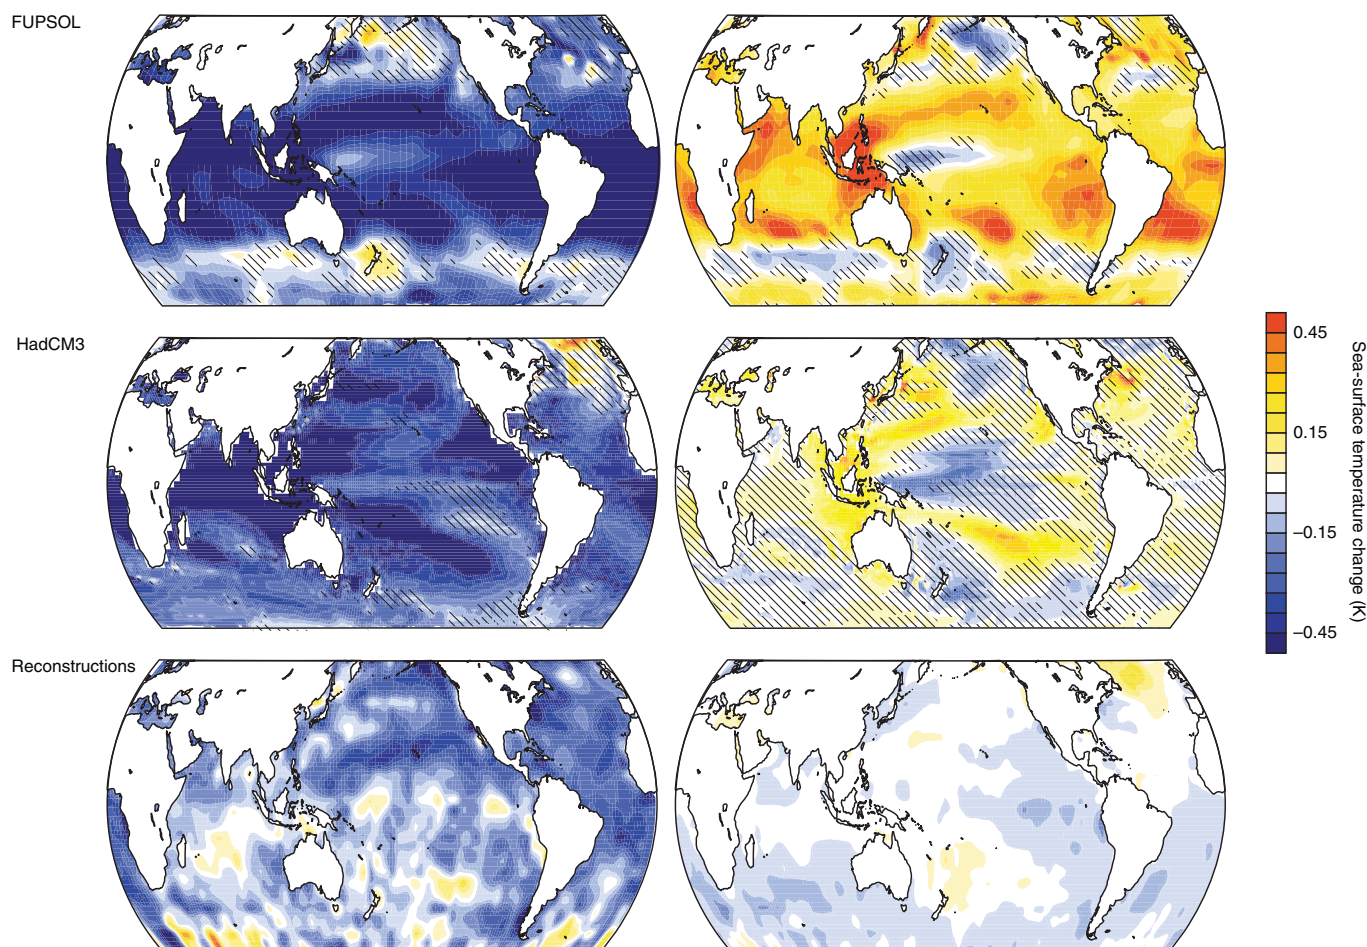 FUPSOL
HadCM3
Reconstructions
0.45
0.15
−0.15
−0.45
Sea-surface temperature change (K)